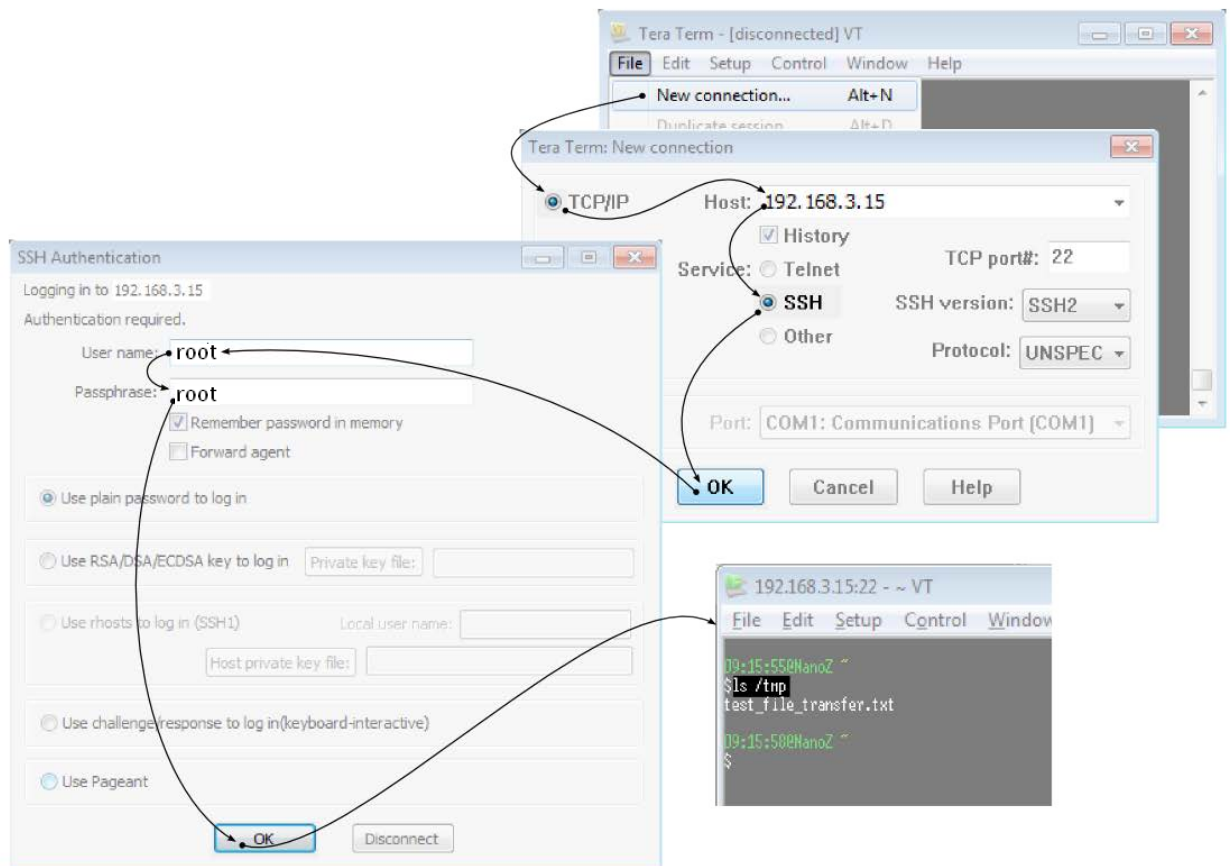 Tera Term - [disconnected] VT
File Edit Setup Control Window Help
New connection... Alt+N
Duplicate session Alt+D
Tera Term: New connection
TCP/IP Host: 192.168.3.15
History
Service: Telnet TCP port#: 22
SSH SSH version: SSH2
Other Protocol: UNSPEC
Port: COM1: Communications Port (COM1)
OK Cancel Help
SSH Authentication
Logging in to 192.168.3.15
Authentication required.
User name: root
Passphrase: root
Remember password in memory
Forward agent
Use plain password to log in
Use RSA/DSA/ECDSA key to log in Private key file:
Use rhosts to log in (SSH1) Local user name:
Host private key file:
Use challenge/response to log in(keyboard-interactive)
Use Pageant
OK Disconnect
192.168.3.15:22 - ~ VT
File Edit Setup Control Window
09:15:55@NanoZ ~
$ls /tmp
test_file_transfer.txt
09:15:58@NanoZ ~
$